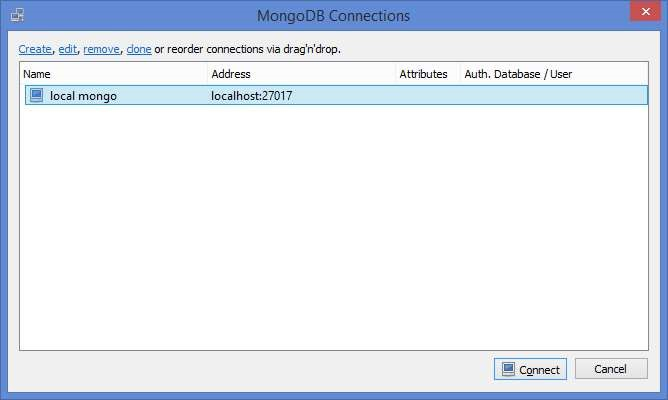 MongoDB Connections
Create, edit, remove, clone or reorder connections via drag'n'drop.
Name Address Attributes Auth. Database / User
local mongo localhost:27017
Connect Cancel